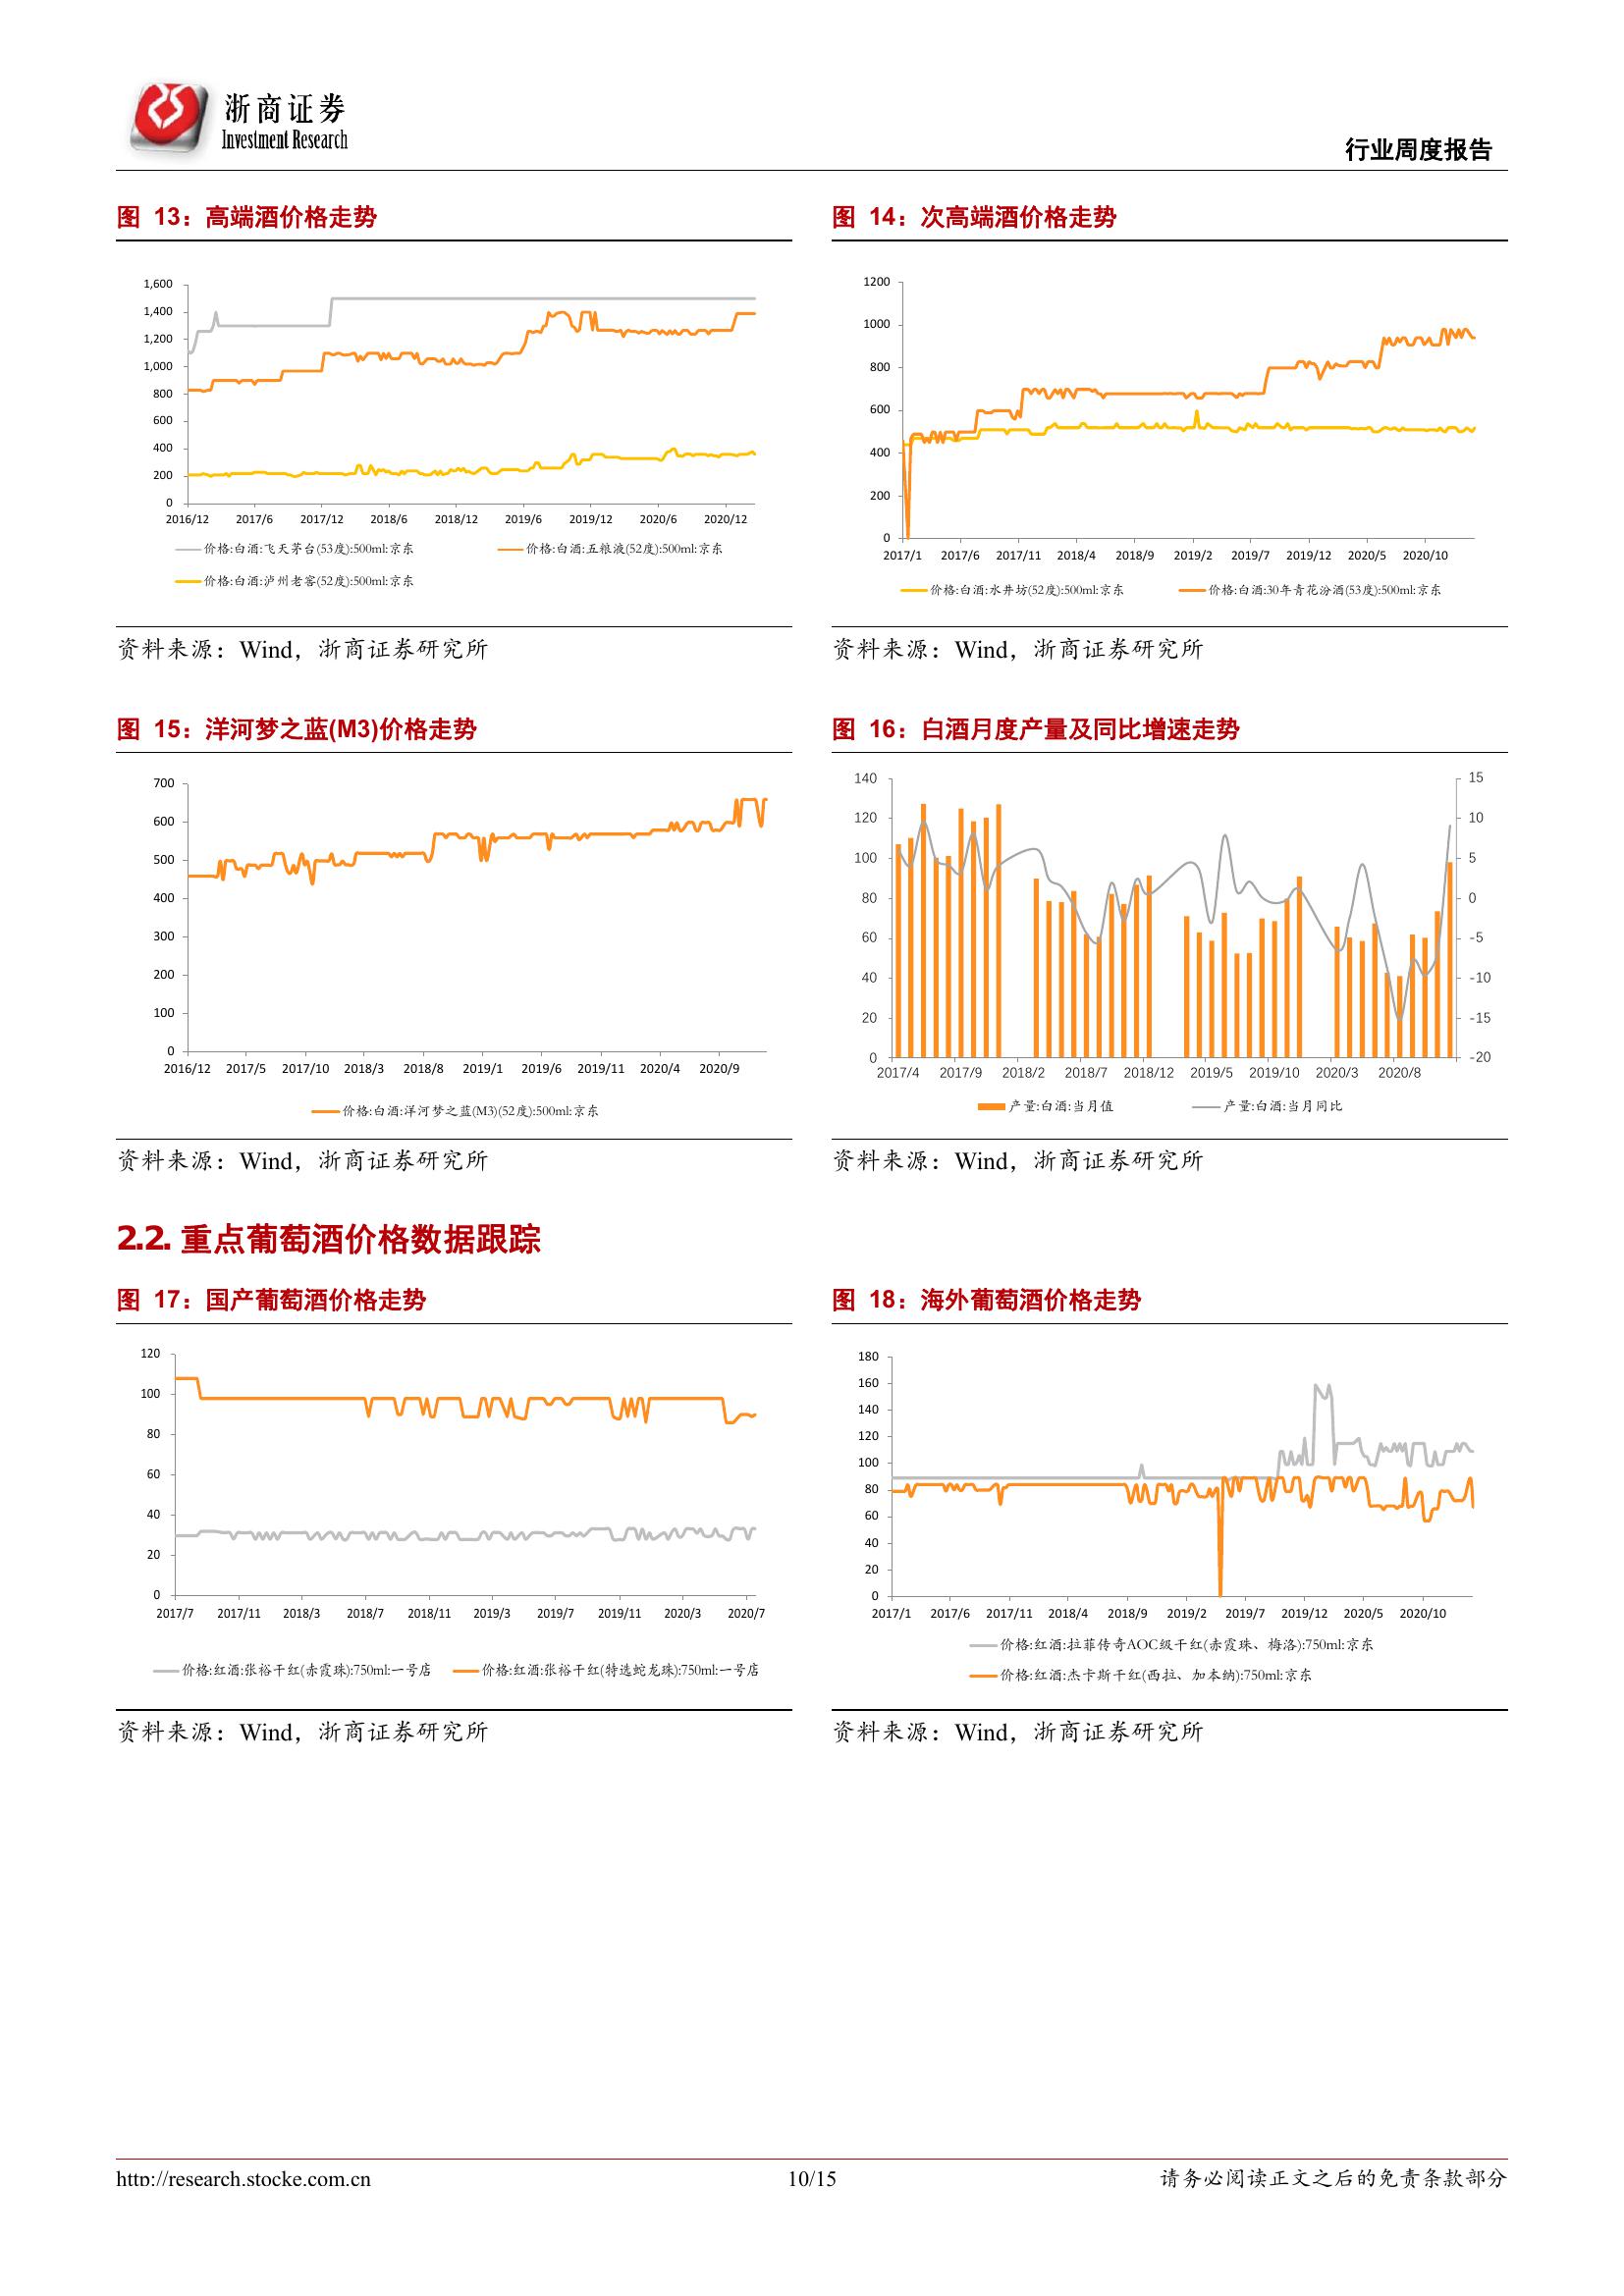 浙商证券
Investment Research
行业周度报告
图 13：高端酒价格走势
1,600
1,400
1,200
1,000
800
600
400
200
0
2016/12 2017/6 2017/12 2018/6 2018/12 2019/6 2019/12 2020/6 2020/12
价格:白酒:飞天茅台(53度):500ml:京东 价格:白酒:五粮液(52度):500ml:京东
价格:白酒:泸州老窖(52度):500ml:京东
资料来源：Wind，浙商证券研究所
图 14：次高端酒价格走势
1200
1000
800
600
400
200
0
2017/1 2017/6 2017/11 2018/4 2018/9 2019/2 2019/7 2019/12 2020/5 2020/10
价格:白酒:水井坊(52度):500ml:京东 价格:白酒:30年青花汾酒(53度):500ml:京东
资料来源：Wind，浙商证券研究所
图 15：洋河梦之蓝(M3)价格走势
700
600
500
400
300
200
100
0
2016/12 2017/5 2017/10 2018/3 2018/8 2019/1 2019/6 2019/11 2020/4 2020/9
价格:白酒:洋河梦之蓝(M3)(52度):500ml:京东
资料来源：Wind，浙商证券研究所
图 16：白酒月度产量及同比增速走势
140
120
100
80
60
40
20
0
15
10
5
0
-5
-10
-15
-20
2017/4 2017/9 2018/2 2018/7 2018/12 2019/5 2019/10 2020/3 2020/8
产量:白酒:当月值 产量:白酒:当月同比
资料来源：Wind，浙商证券研究所
2.2. 重点葡萄酒价格数据跟踪
图 17：国产葡萄酒价格走势
120
100
80
60
40
20
0
2017/7 2017/11 2018/3 2018/7 2018/11 2019/3 2019/7 2019/11 2020/3 2020/7
价格:红酒:张裕干红(赤霞珠):750ml:一号店 价格:红酒:张裕干红(特选蛇龙珠):750ml:一号店
资料来源：Wind，浙商证券研究所
图 18：海外葡萄酒价格走势
180
160
140
120
100
80
60
40
20
0
2017/1 2017/6 2017/11 2018/4 2018/9 2019/2 2019/7 2019/12 2020/5 2020/10
价格:红酒:拉菲传奇AOC级干红(赤霞珠、梅洛):750ml:京东
价格:红酒:杰卡斯干红(西拉、加本纳):750ml:京东
资料来源：Wind，浙商证券研究所
http://research.stocke.com.cn 10/15 请务必阅读正文之后的免责条款部分